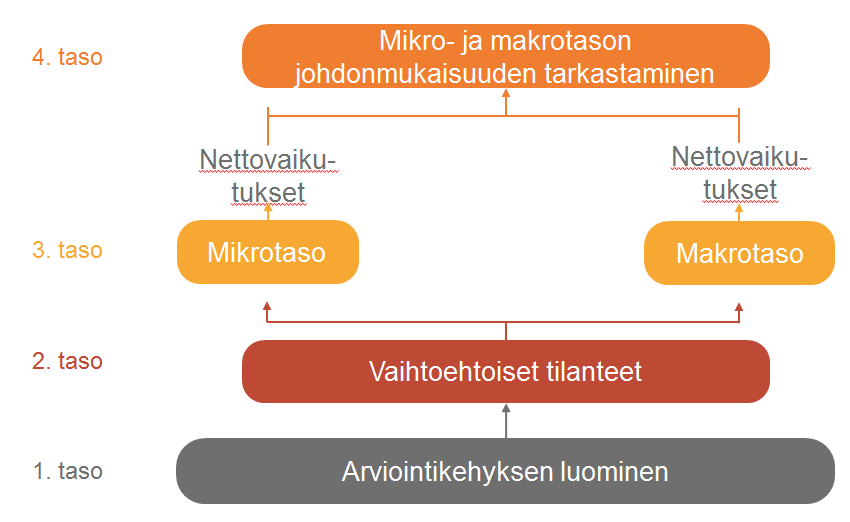 4. taso
Mikro- ja makrotason
johdonmukaisuuden tarkastaminen
Nettovaiku-
tukset
Nettovaiku-
tukset
3. taso
Mikrotaso
Makrotaso
2. taso
Vaihtoehtoiset tilanteet
1. taso
Arviointikehyksen luominen